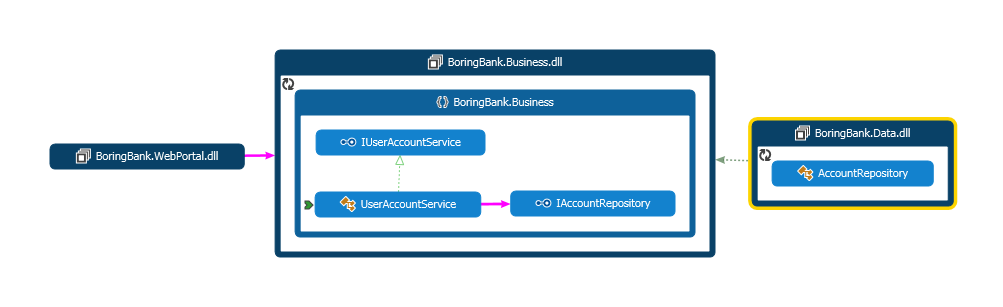 BoringBank.WebPortal.dll
BoringBank.Business.dll
BoringBank.Business
IUserAccountService
UserAccountService
IAccountRepository
BoringBank.Data.dll
AccountRepository